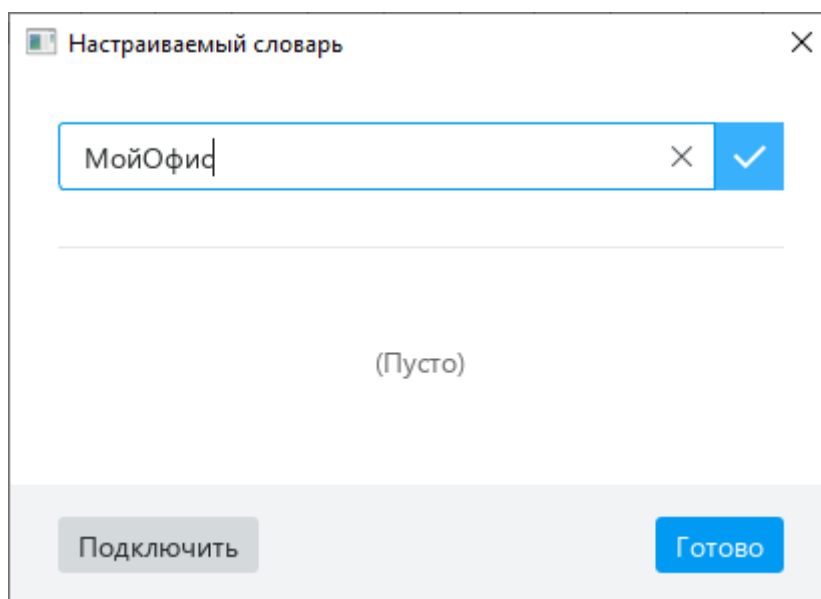 Настраиваемый словарь
МойОфис
(Пусто)
Подключить
Готово